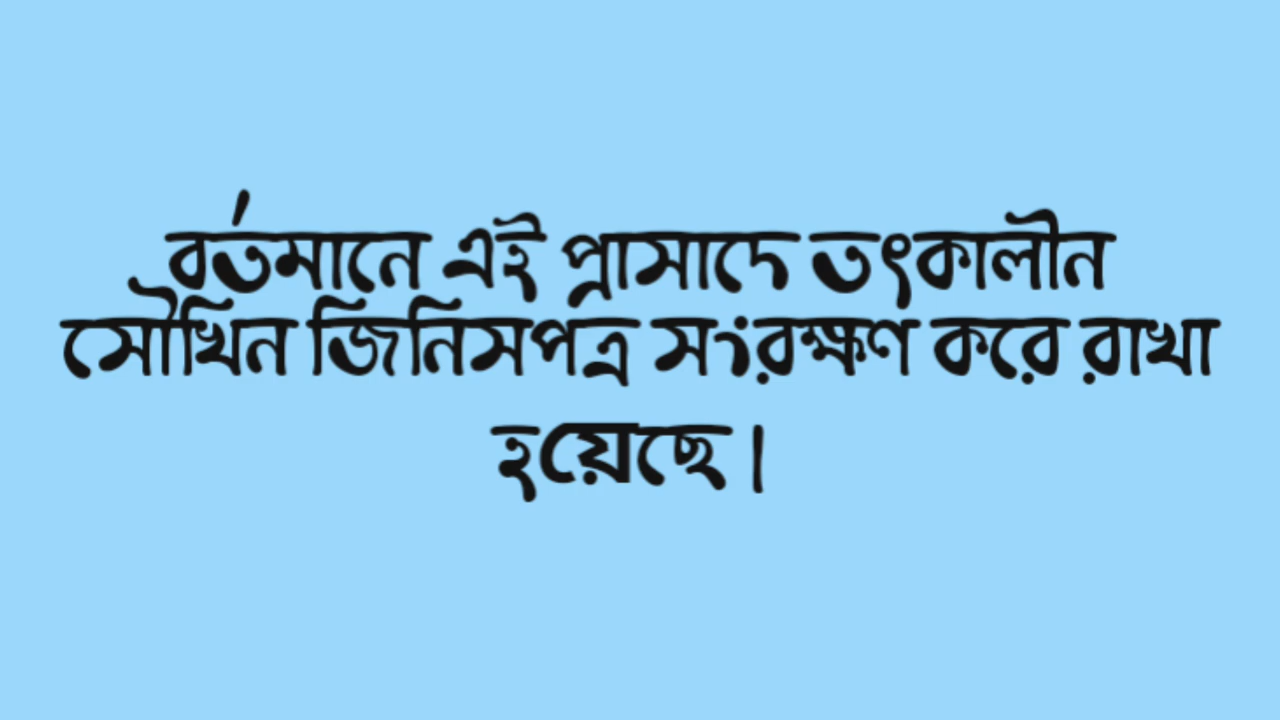 বর্তমানে এই প্রাসাদে তৎকালীন
সৌখিন জিনিসপত্র সংরক্ষণ করে রাখা
হয়েছে।